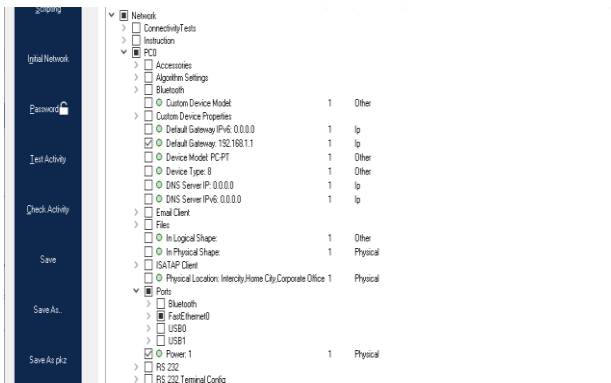 Scripting
Initial Network
Password
Test Activity
Check Activity
Save
Save As..
Save As pkz
Network
ConnectivityTests
Instruction
PC0
Accessories
Algorithm Settings
Bluetooth
Custom Device Model: 1 Other
Custom Device Properties
Default Gateway IPv6: 0.0.0.0 1 Ip
Default Gateway: 192.168.1.1 1 Ip
Device Model: PC-PT 1 Other
Device Type: 8 1 Other
DNS Server IP: 0.0.0.0 1 Ip
DNS Server IPv6: 0.0.0.0 1 Ip
Email Client
Files
In Logical Shape: 1 Other
In Physical Shape: 1 Physical
ISATAP Client
Physical Location: Intercity,Home City,Corporate Office 1 Physical
Ports
Bluetooth
FastEthernet0
USB0
USB1
Power: 1 1 Physical
RS 232
RS 232 Terminal Config